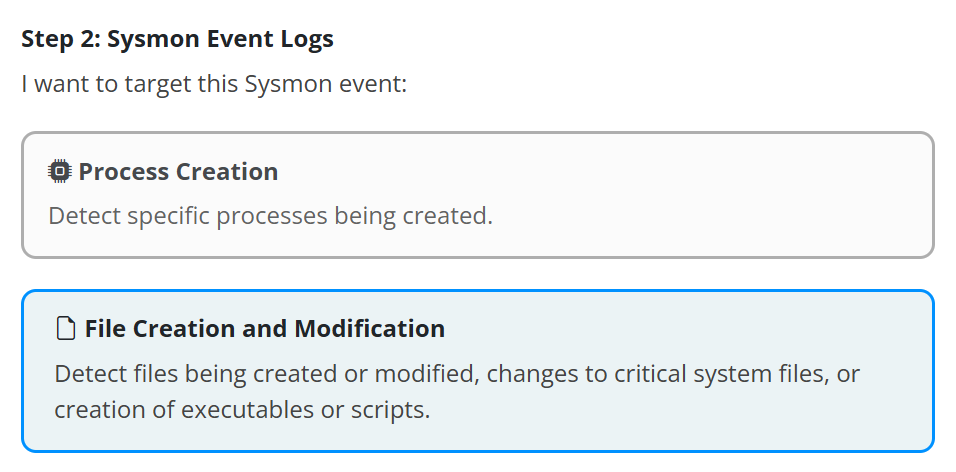 Step 2: Sysmon Event Logs
I want to target this Sysmon event:
Process Creation
Detect specific processes being created.
File Creation and Modification
Detect files being created or modified, changes to critical system files, or
creation of executables or scripts.